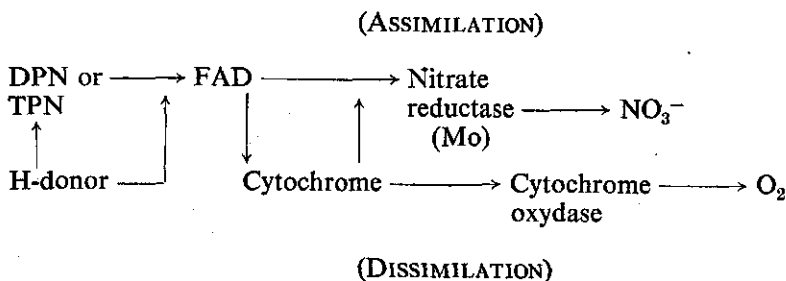 (ASSIMILATION)
DPN or FAD Nitrate
TPN reductase NO₃⁻
(Mo)
H-donor Cytochrome Cytochrome O₂
oxydase
(DISSIMILATION)